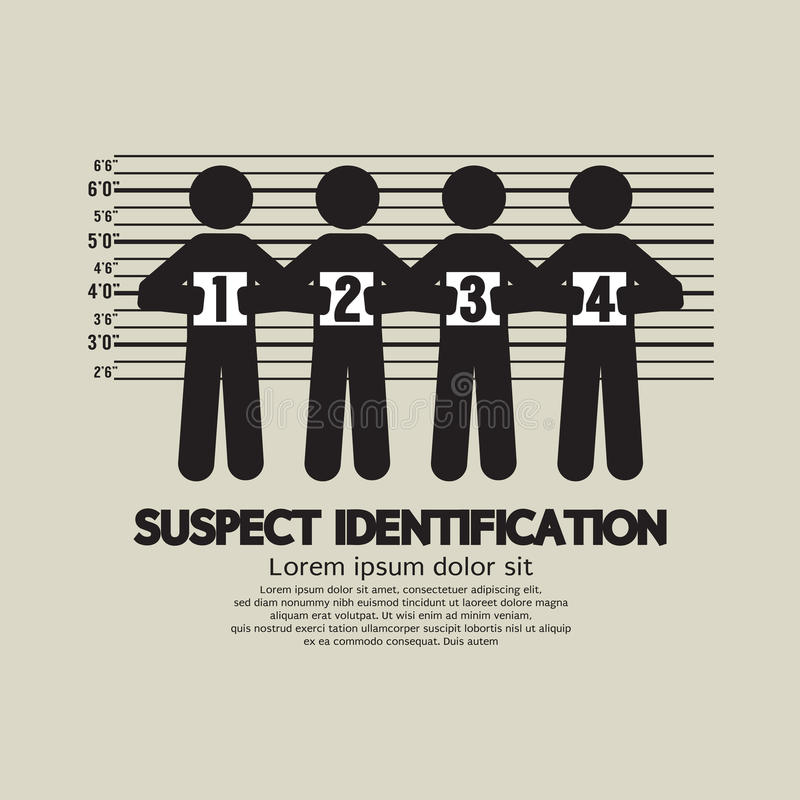 6'6"
6'0"
5'6"
5'0"
4'6"
4'0"
3'6"
3'0"
2'6"
1 2 3 4
dreamstime
SUSPECT IDENTIFICATION
Lorem ipsum dolor sit
Lorem ipsum dolor sit amet, consectetuer adipiscing elit,
sed diam nonummy nibh tincidunt ut laoreet dolore magna
aliquam erat volutpat. Ut wisi enim ad minim veniam,
quis nostrud exerci tation ullamcorper suscipit lobortis nisl ut aliquip
ex ea commodo consequat. Duis autem